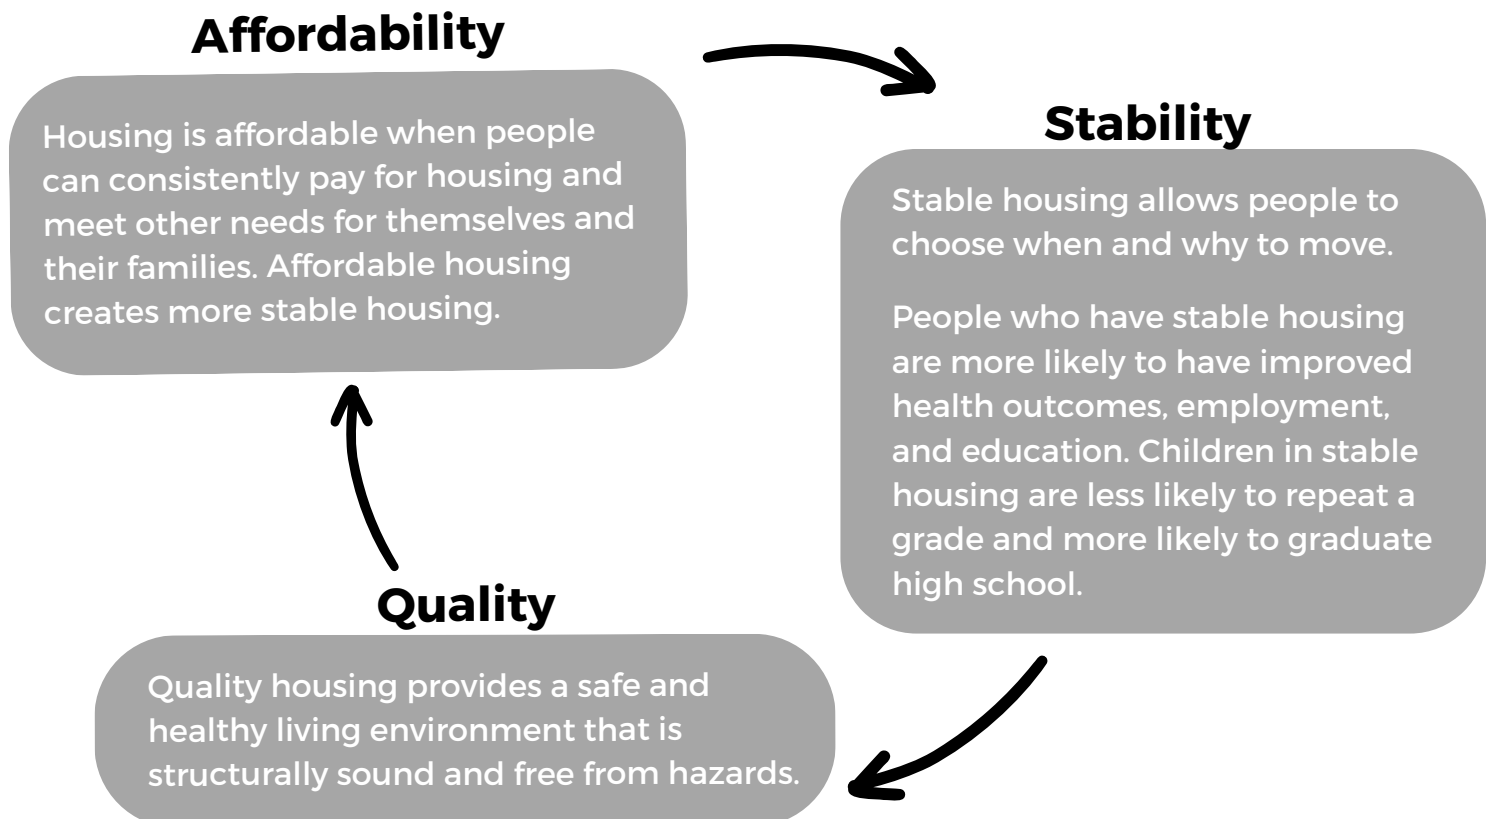 Affordability
Housing is affordable when people
can consistently pay for housing and
meet other needs for themselves and
their families. Affordable housing
creates more stable housing.
Stability
Stable housing allows people to
choose when and why to move.
People who have stable housing
are more likely to have improved
health outcomes, employment,
and education. Children in stable
housing are less likely to repeat a
grade and more likely to graduate
high school.
Quality
Quality housing provides a safe and
healthy living environment that is
structurally sound and free from hazards.